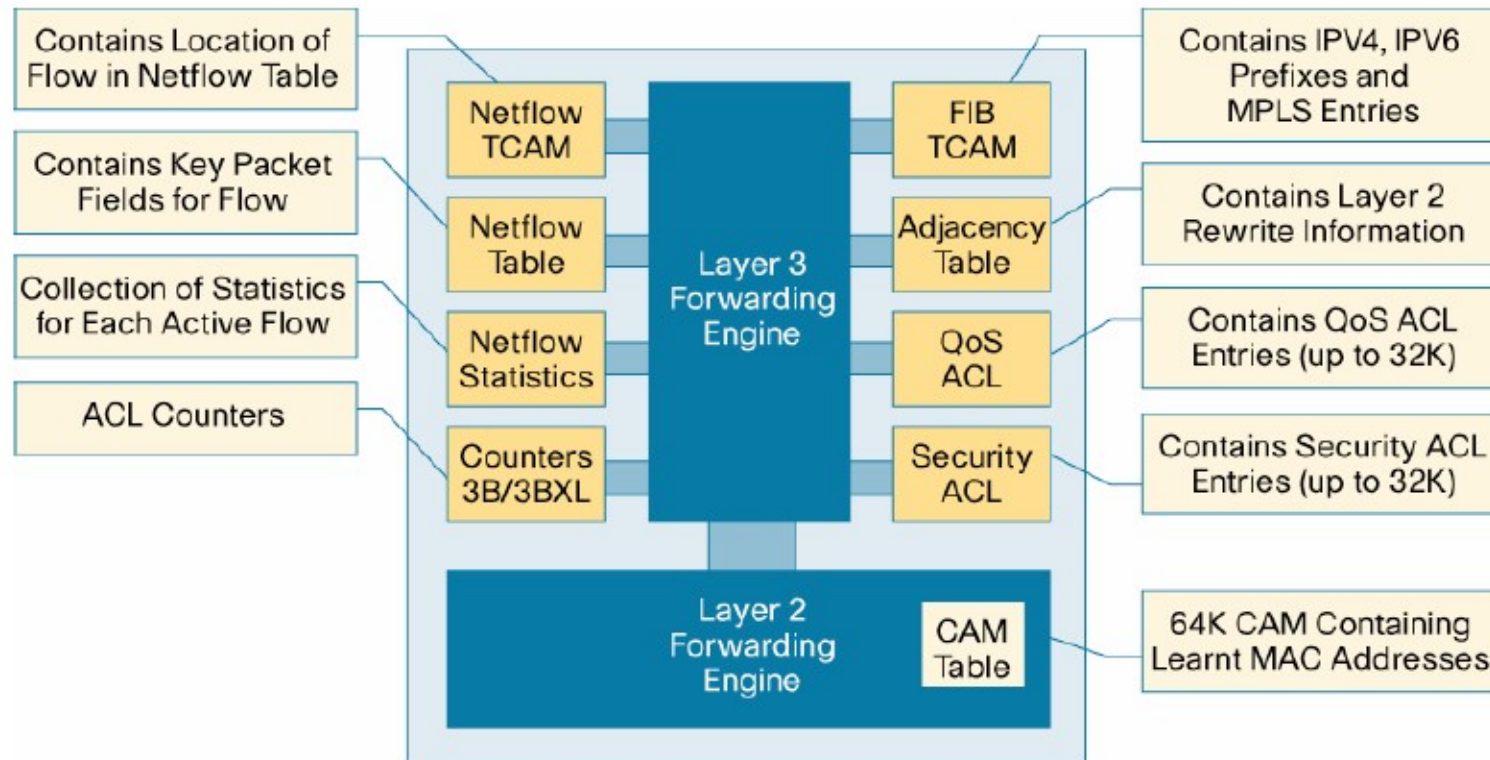 Contains Location of
Flow in Netflow Table
Contains Key Packet
Fields for Flow
Collection of Statistics
for Each Active Flow
ACL Counters
Netflow
TCAM
Netflow
Table
Netflow
Statistics
Counters
3B/3BXL
Layer 3
Forwarding
Engine
FIB
TCAM
Adjacency
Table
QoS
ACL
Security
ACL
Layer 2
Forwarding
Engine
CAM
Table
Contains IPV4, IPV6
Prefixes and
MPLS Entries
Contains Layer 2
Rewrite Information
Contains QoS ACL
Entries (up to 32K)
Contains Security ACL
Entries (up to 32K)
64K CAM Containing
Learnt MAC Addresses